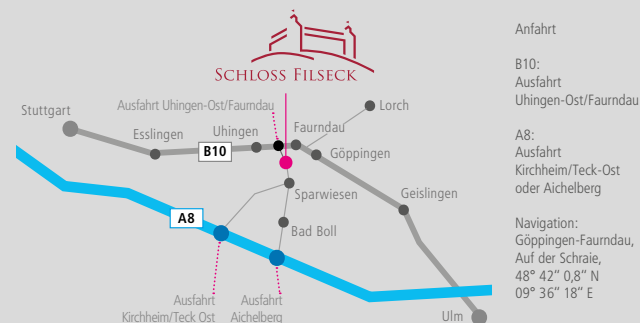 SCHLOSS FILSECK
Ausfahrt Uhingen-Ost/Faurndau
Lorch
Stuttgart
Esslingen
Uhingen
Faurndau
B10
Göppingen
Sparwiesen
Geislingen
A8
Bad Boll
Ausfahrt
Kirchheim/Teck Ost
Ausfahrt
Aichelberg
Ulm
Anfahrt
B10:
Ausfahrt
Uhingen-Ost/Faurndau
A8:
Ausfahrt
Kirchheim/Teck-Ost
oder Aichelberg
Navigation:
Göppingen-Faurndau,
Auf der Schraie,
48° 42“ 0,8“ N
09° 36“ 18“ E